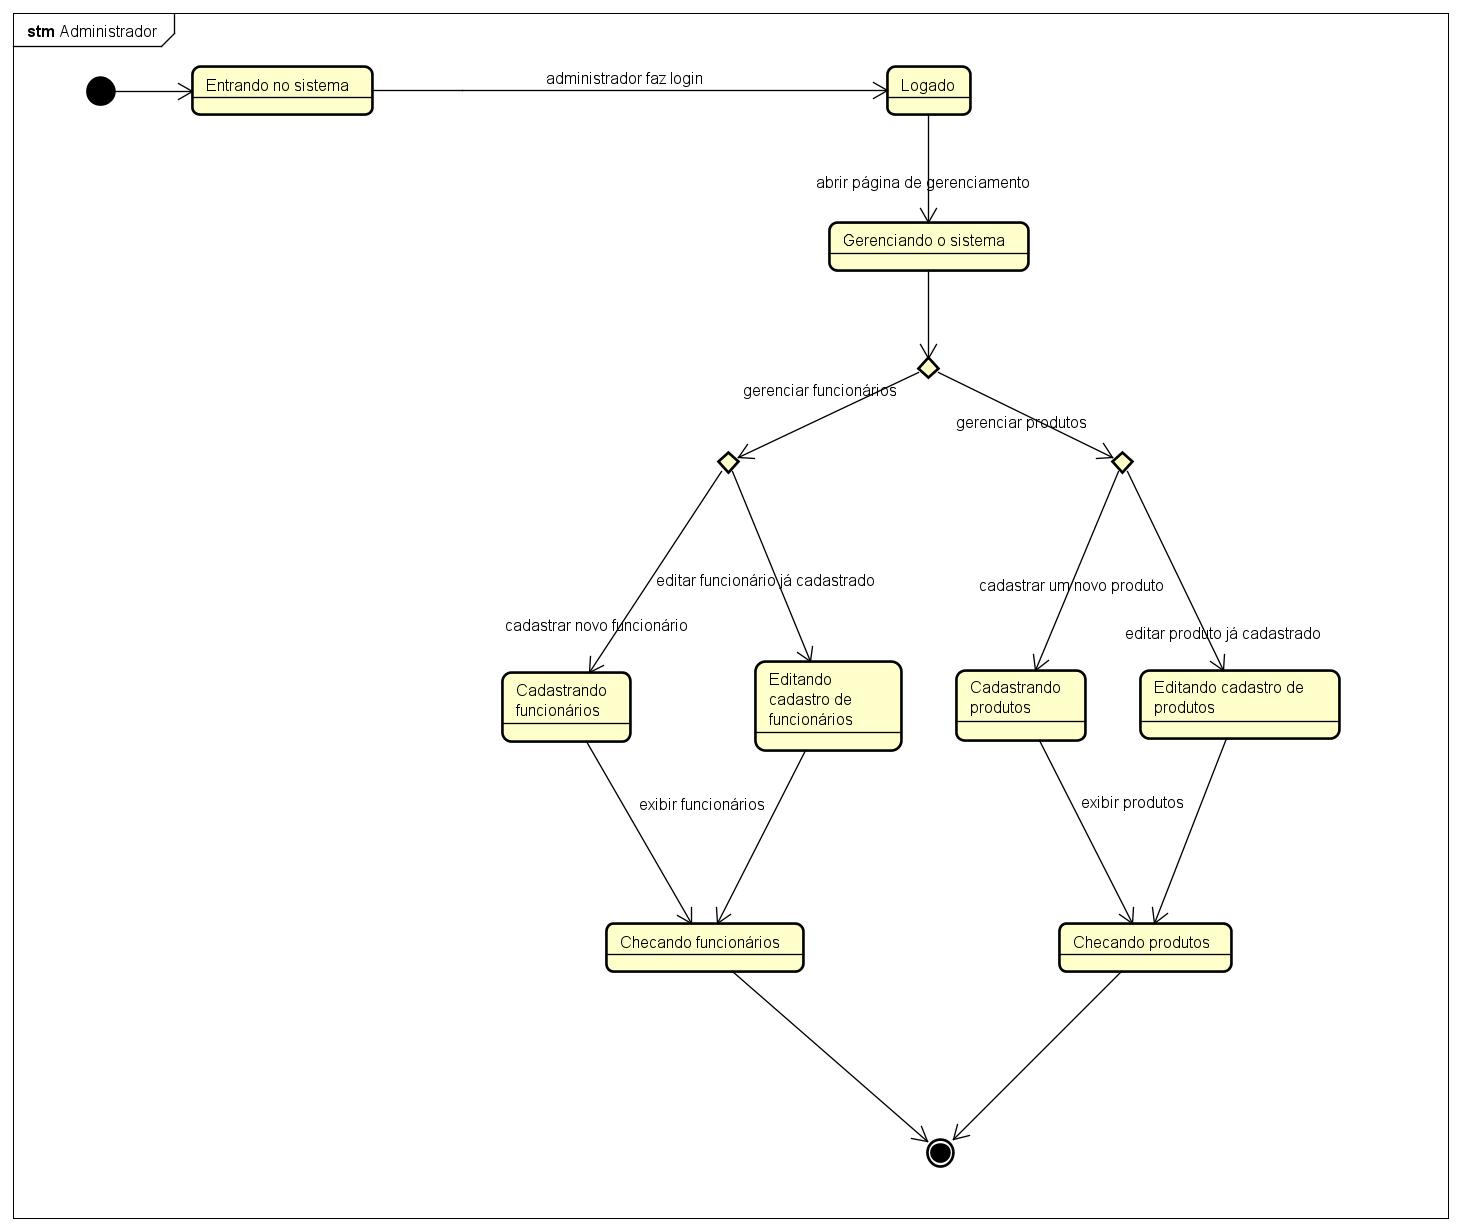 stm Administrador
Entrando no sistema
administrador faz login
Logado
abrir página de gerenciamento
Gerenciando o sistema
gerenciar funcionários
gerenciar produtos
editar funcionário já cadastrado
cadastrar um novo produto
cadastrar novo funcionário
editar produto já cadastrado
Cadastrando
funcionários
Editando
cadastro de
funcionários
Cadastrando
produtos
Editando cadastro de
produtos
exibir funcionários
exibir produtos
Checando funcionários
Checando produtos